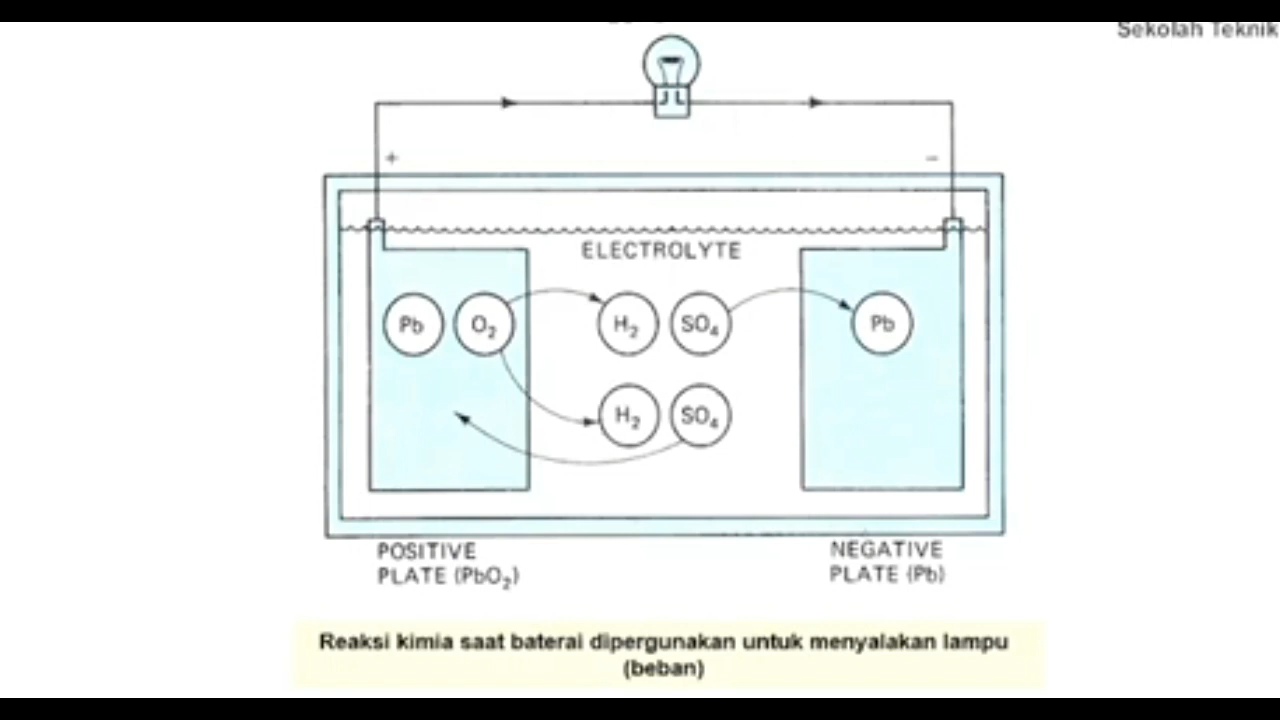 Sekolah Teknik
+
−
ELECTROLYTE
Pb O₂ H₂ SO₄ Pb
H₂ SO₄
POSITIVE
PLATE (PbO₂)
NEGATIVE
PLATE (Pb)
Reaksi kimia saat baterai dipergunakan untuk menyalakan lampu
(beban)